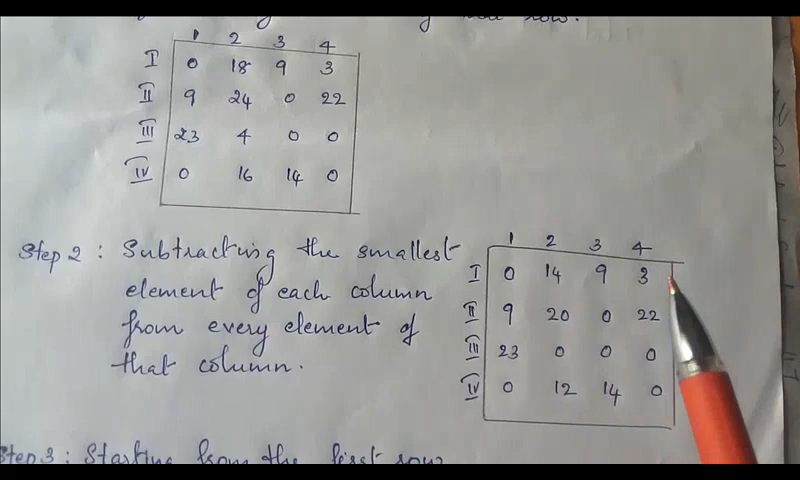 row.
1 2 3 4
I 0 18 9 3
II 9 24 0 22
III 23 4 0 0
IV 0 16 14 0
Step 2 : Subtracting the smallest
element of each column
from every element of
that column.
1 2 3 4
I 0 14 9 3
II 9 20 0 22
III 23 0 0 0
IV 0 12 14 0
Step 3 : Starting from the first row